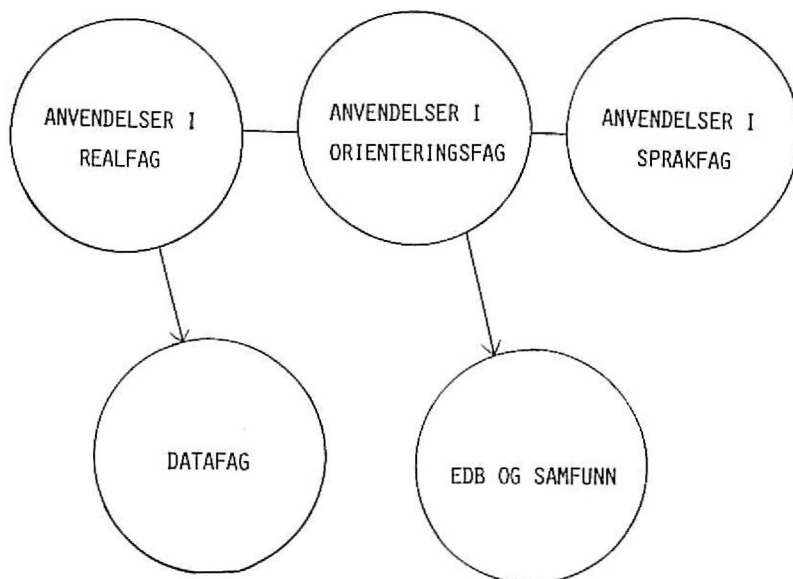 ANVENDELSER I
REALFAG
ANVENDELSER I
ORIENTERINGSFAG
ANVENDELSER I
SPRÅKFAG
DATAFAG
EDB OG SAMFUNN